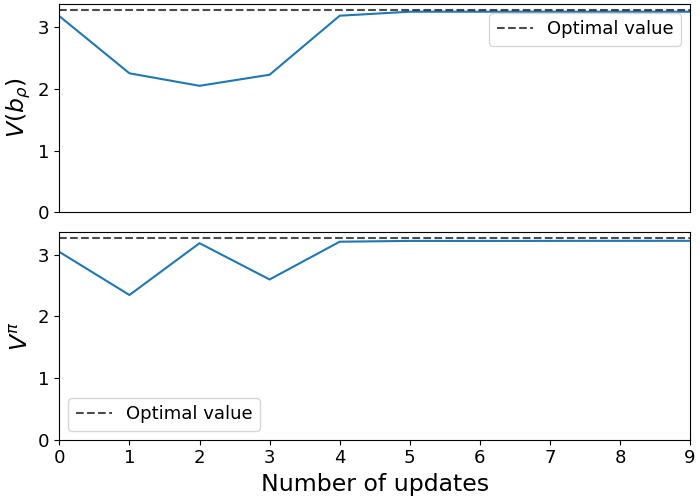 3
2
1
0
V(b_ρ)
Optimal value
3
2
1
0
V^π
Optimal value
0 1 2 3 4 5 6 7 8 9
Number of updates